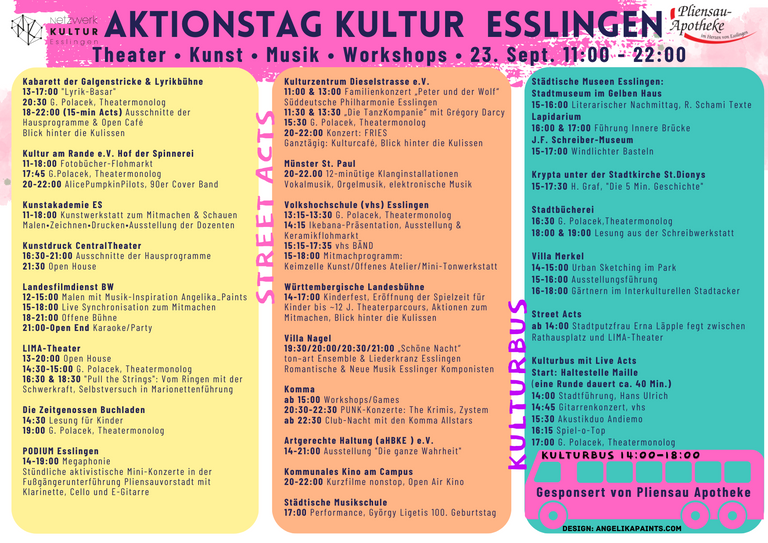 Netzwerk
KULTUR
Esslingen
AKTIONSTAG KULTUR ESSLINGEN
Pliensau-
Apotheke
im Herzen von Esslingen
Theater • Kunst • Musik • Workshops • 23. Sept. 11:00 - 22:00
Kabarett der Galgenstricke & Lyrikbühne
13-17:00 "Lyrik-Basar"
20:30 G. Polacek, Theatermonolog
18-22:00 (15-min Acts) Ausschnitte der
Hausprogramme & Open Café
Blick hinter die Kulissen
Kultur am Rande e.V. Hof der Spinnerei
11-18:00 Fotobücher-Flohmarkt
17:45 G.Polacek, Theatermonolog
20-22:00 AlicePumpkinPilots, 90er Cover Band
Kunstakademie ES
11-18:00 Kunstwerkstatt zum Mitmachen & Schauen
Malen•Zeichnen•Drucken•Ausstellung der Dozenten
Kunstdruck CentralTheater
16:30-21:00 Ausschnitte der Hausprogramme
21:30 Open House
Landesfilmdienst BW
12-15:00 Malen mit Musik-Inspiration Angelika_Paints
15-18:00 Live Synchronisation zum Mitmachen
18-21:00 Offene Bühne
21:00-Open End Karaoke/Party
LIMA-Theater
13-20:00 Open House
14:30-15:00 G. Polacek, Theatermonolog
16:30 & 18:30 "Pull the Strings": Vom Ringen mit der
Schwerkraft, Selbstversuch in Marionettenführung
Die Zeitgenossen Buchladen
14:30 Lesung für Kinder
19:00 G. Polacek, Theatermonolog
PODIUM Esslingen
14-19:00 Megaphonie
Stündliche aktivistische Mini-Konzerte in der
Fußgängerunterführung Pliensauvorstadt mit
Klarinette, Cello und E-Gitarre
STREET ACTS
Kulturzentrum Dieselstrasse e.V.
11:00 & 13:00 Familienkonzert „Peter und der Wolf"
Süddeutsche Philharmonie Esslingen
11:30 & 13:30 „Die TanzKompanie" mit Grégory Darcy
15:30 G. Polacek, Theatermonolog
20-22:00 Konzert: FRIES
Ganztägig: Kulturcafé, Blick hinter die Kulissen
Münster St. Paul
20-22.00 12-minütige Klanginstallationen
Vokalmusik, Orgelmusik, elektronische Musik
Volkshochschule (vhs) Esslingen
13:15-13:30 G. Polacek, Theatermonolog
14:15 Ikebana-Präsentation, Ausstellung &
Keramikflohmarkt
15:15-17:35 vhs BÄND
15-18:00 Mitmachprogramm:
Keimzelle Kunst/Offenes Atelier/Mini-Tonwerkstatt
Württembergische Landesbühne
14-17:00 Kinderfest, Eröffnung der Spielzeit für
Kinder bis ~12 J. Theaterparcours, Aktionen zum
Mitmachen, Blick hinter die Kulissen
Villa Nagel
19:30/20:00/20:30/21:00 „Schöne Nacht"
ton-art Ensemble & Liederkranz Esslingen
Romantische & Neue Musik Esslinger Komponisten
Komma
ab 15:00 Workshops/Games
20:30-22:30 PUNK-Konzerte: The Krimis, Zystem
ab 22:30 Club-Nacht mit den Komma Allstars
Artgerechte Haltung (aHBKE ) e.V.
14-21:00 Ausstellung "Die ganze Wahrheit"
Kommunales Kino am Campus
20-22:00 Kurzfilme nonstop, Open Air Kino
Städtische Musikschule
17:00 Performance, György Ligetis 100. Geburtstag
KULTURBUS
Städtische Museen Esslingen:
Stadtmuseum im Gelben Haus
15-16:00 Literarischer Nachmittag, R. Schami Texte
Lapidarium
16:00 & 17:00 Führung Innere Brücke
J.F. Schreiber-Museum
15-17:00 Windlichter Basteln
Krypta unter der Stadtkirche St.Dionys
15-17:30 H. Graf, "Die 5 Min. Geschichte"
Stadtbücherei
16:30 G. Polacek,Theatermonolog
18:00 & 19:00 Lesung aus der Schreibwerkstatt
Villa Merkel
14-15:00 Urban Sketching im Park
15-16:00 Ausstellungsführung
16-18:00 Gärtnern im Interkulturellen Stadtacker
Street Acts
ab 14:00 Stadtputzfrau Erna Läpple fegt zwischen
Rathausplatz und LIMA-Theater
Kulturbus mit Live Acts
Start: Haltestelle Maille
(eine Runde dauert ca. 40 Min.)
14:00 Stadtführung, Hans Ulrich
14:45 Gitarrenkonzert, vhs
15:30 Akustikduo Andiemo
16:15 Spiel-o-Top
17:00 G. Polacek, Theatermonolog
KULTURBUS 14:00-18:00
Gesponsert von Pliensau Apotheke
DESIGN: ANGELIKAPAINTS.COM